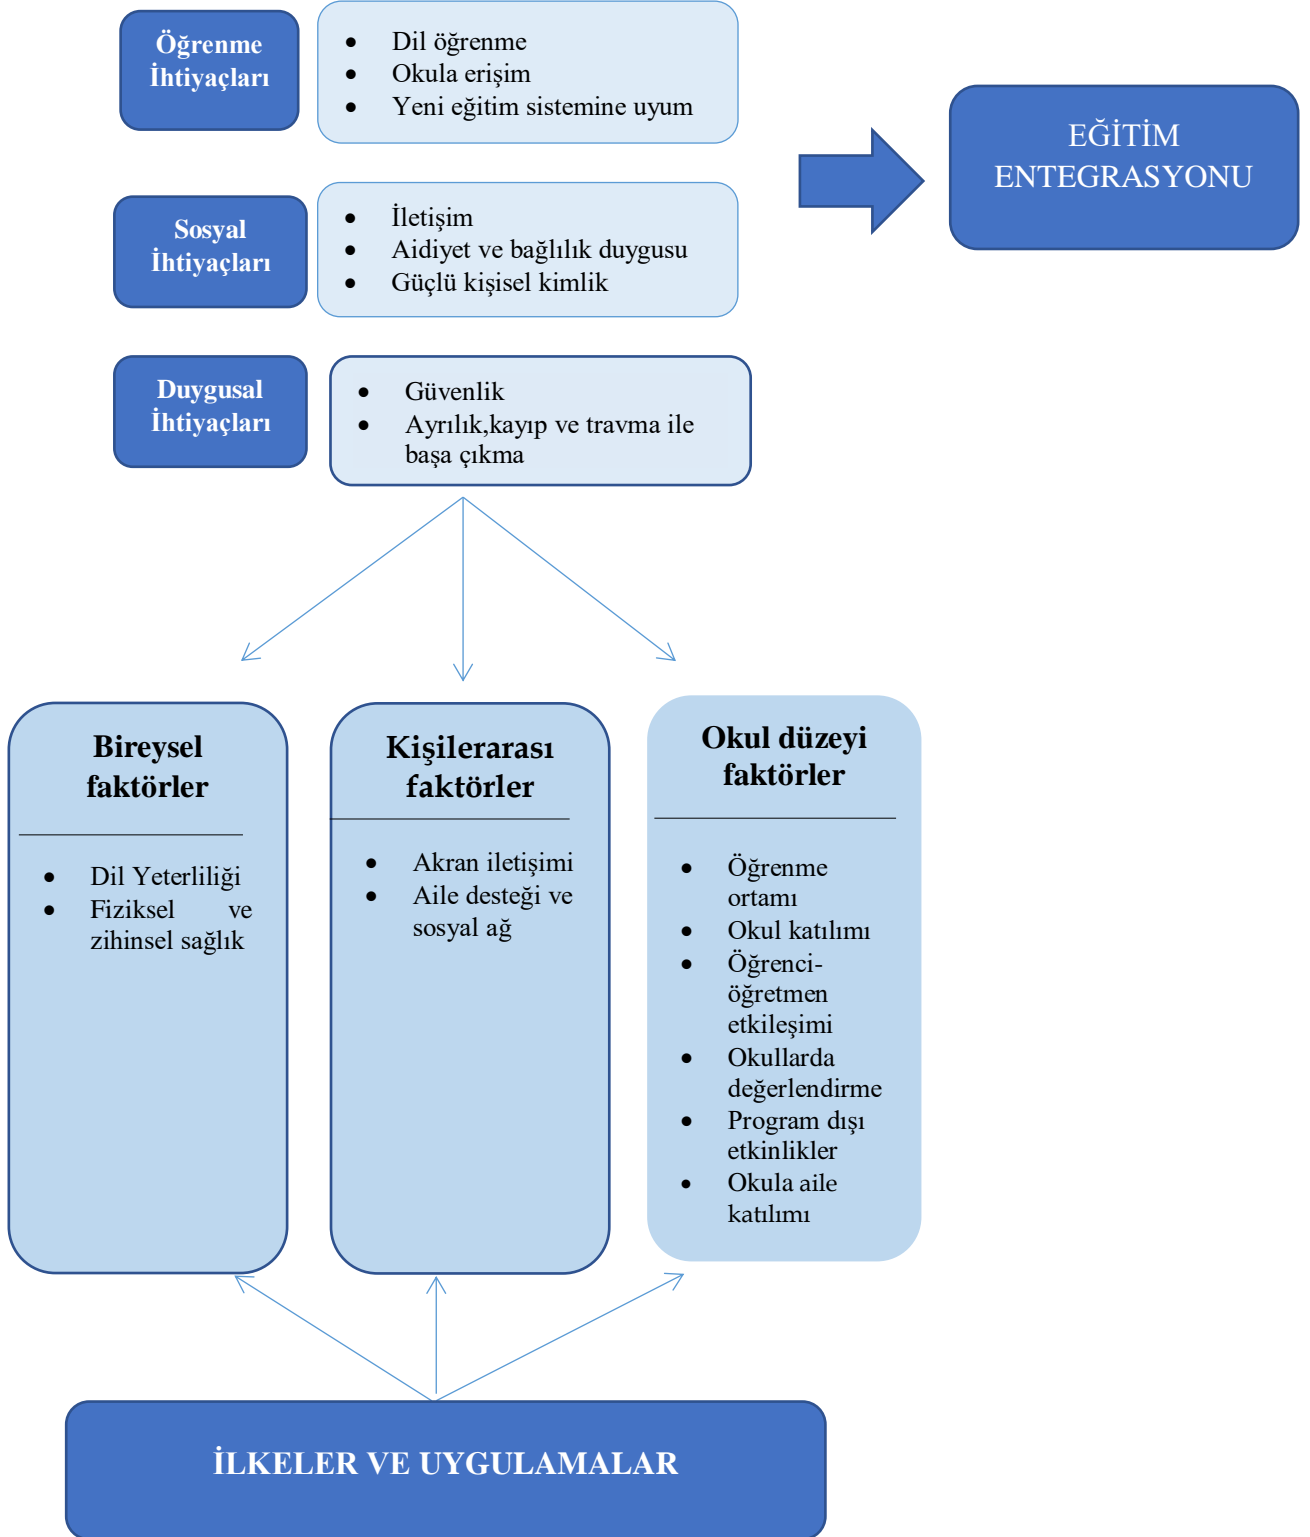 Öğrenme
İhtiyaçları
• Dil öğrenme
• Okula erişim
• Yeni eğitim sistemine uyum
EĞİTİM
ENTEGRASYONU
Sosyal
İhtiyaçları
• İletişim
• Aidiyet ve bağlılık duygusu
• Güçlü kişisel kimlik
Duygusal
İhtiyaçları
• Güvenlik
• Ayrılık,kayıp ve travma ile
başa çıkma
Bireysel
faktörler
• Dil Yeterliliği
• Fiziksel ve
zihinsel sağlık
Kişilerarası
faktörler
• Akran iletişimi
• Aile desteği ve
sosyal ağ
Okul düzeyi
faktörler
• Öğrenme
ortamı
• Okul katılımı
• Öğrenci-
öğretmen
etkileşimi
• Okullarda
değerlendirme
• Program dışı
etkinlikler
• Okula aile
katılımı
İLKELER VE UYGULAMALAR